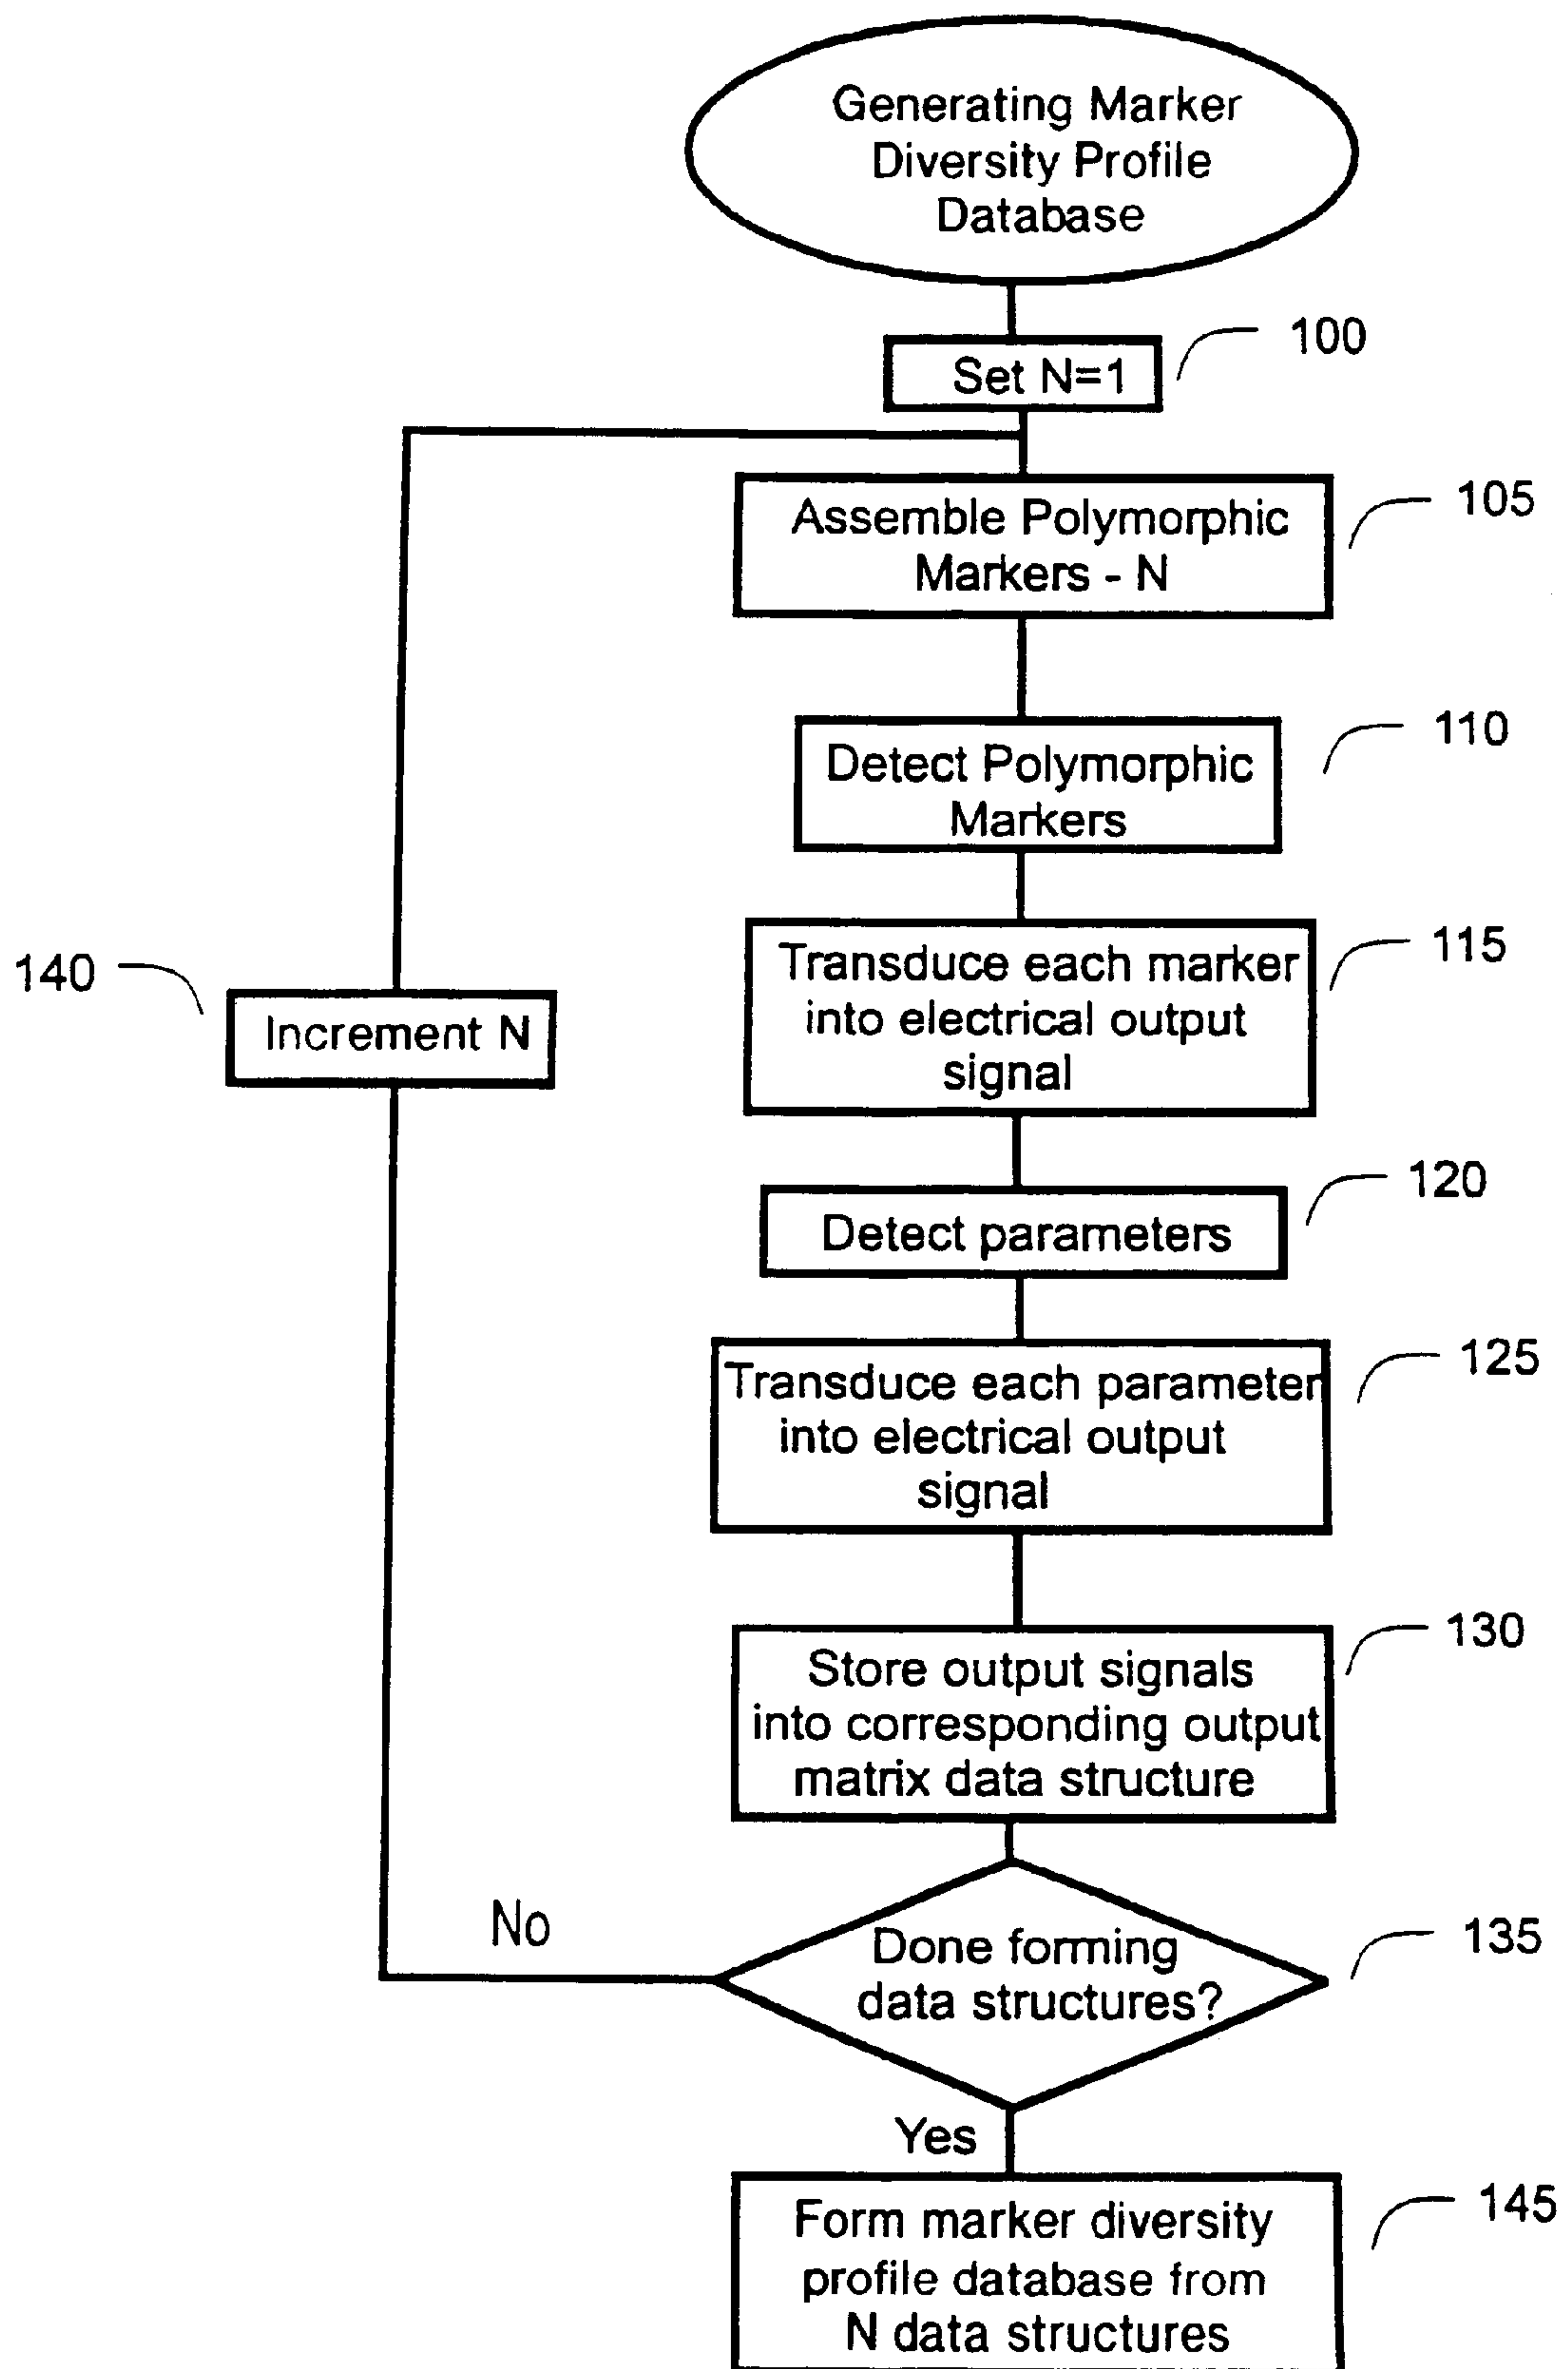 Generating Marker
Diversity Profile
Database
Set N=1
100
Assemble Polymorphic
Markers - N
105
Detect Polymorphic
Markers
110
Transduce each marker
into electrical output
signal
115
140
Increment N
Detect parameters
120
Transduce each parameter
into electrical output
signal
125
Store output signals
into corresponding output
matrix data structure
130
No
Done forming
data structures?
135
Yes
Form marker diversity
profile database from
N data structures
145